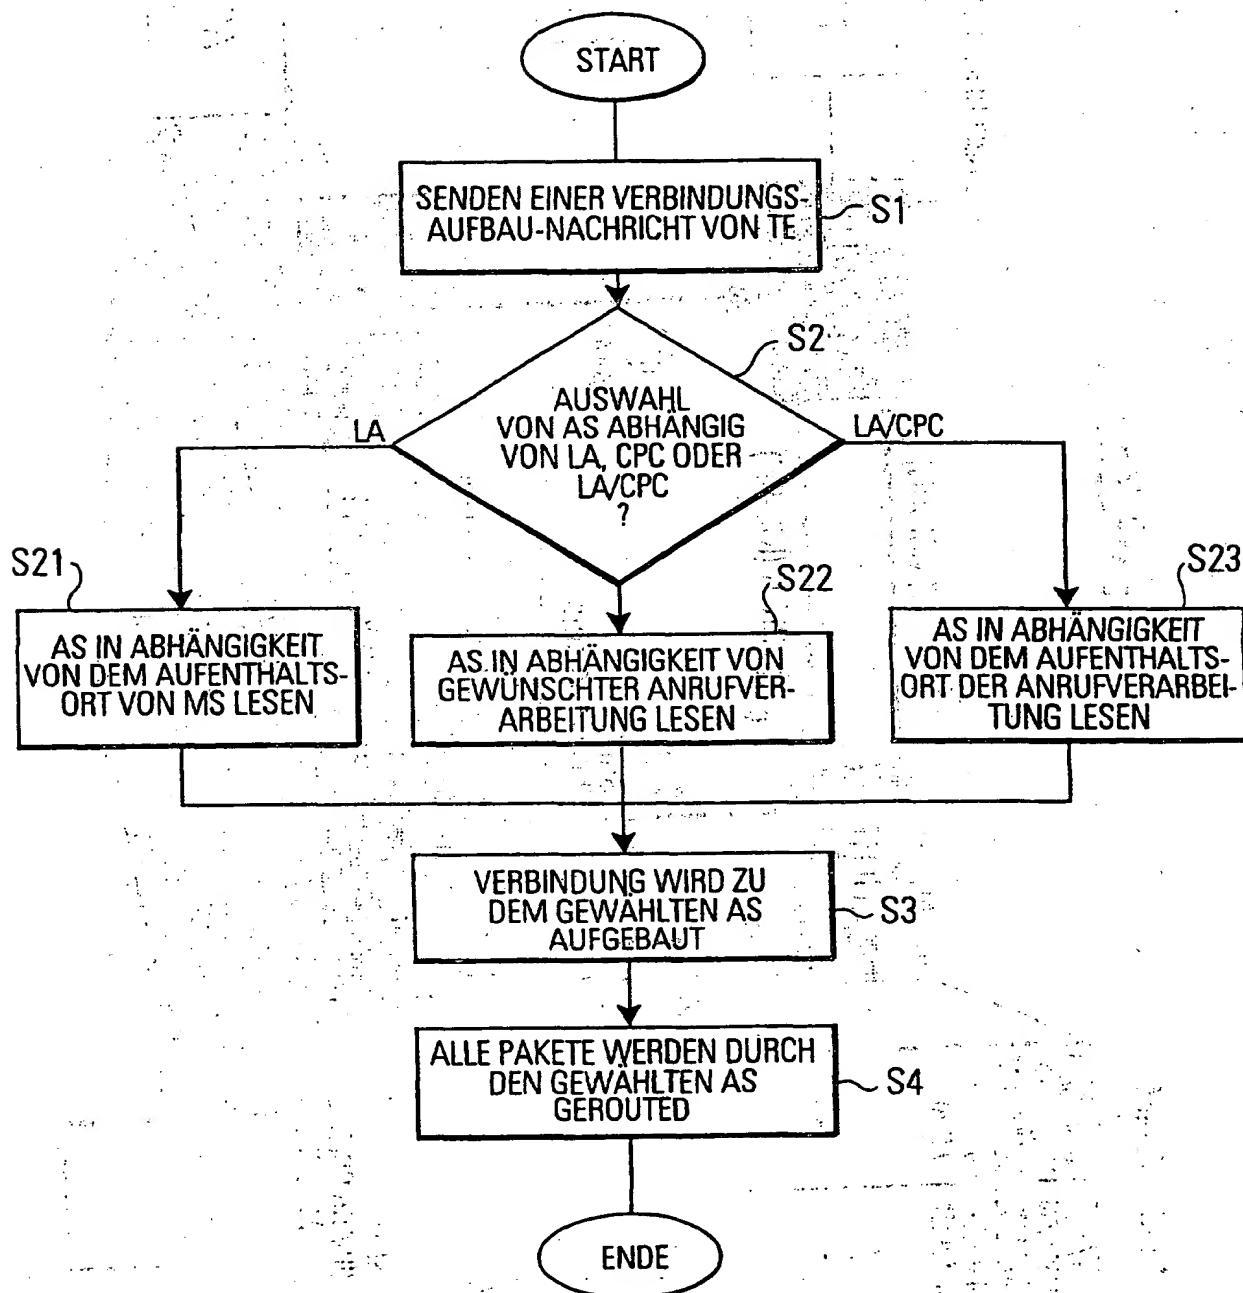 START
SENDEN EINER VERBINDUNGS-
AUFBAU-NACHRICHT VON TE
S1
S2
AUSWAHL
VON AS ABHÄNGIG
VON LA, CPC ODER
LA/CPC
?
LA
LA/CPC
S21
AS IN ABHÄNGIGKEIT
VON DEM AUFENTHALTS-
ORT VON MS LESEN
S22
AS IN ABHÄNGIGKEIT VON
GEWÜNSCHTER ANRUFVER-
ARBEITUNG LESEN
S23
AS IN ABHÄNGIGKEIT
VON DEM AUFENTHALTS-
ORT DER ANRUFVERARBEI-
TUNG LESEN
VERBINDUNG WIRD ZU
DEM GEWÄHLTEN AS
AUFGEBAUT
S3
ALLE PAKETE WERDEN DURCH
DEN GEWÄHLTEN AS
GEROUTED
S4
ENDE